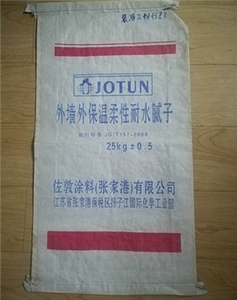 JOTUN
外墙外保温柔性耐水腻子
执行标准 JG/T157-2004
25kg±0.5
佐敦涂料(张家港)有限公司
江苏省张家港保税区扬子江国际化学工业园